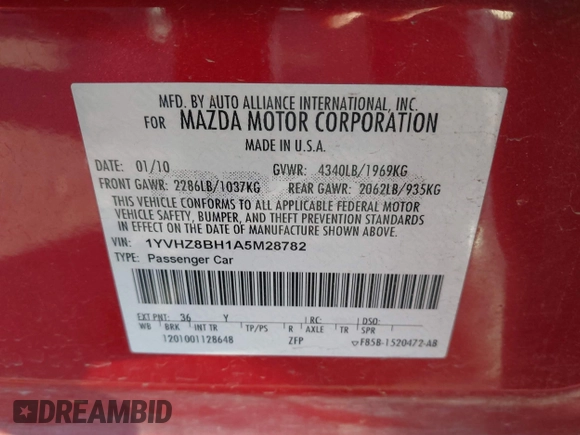 MFD. BY AUTO ALLIANCE INTERNATIONAL, INC.
FOR MAZDA MOTOR CORPORATION
MADE IN U.S.A.
DATE: 01/10 GVWR: 4340LB/1969KG
FRONT GAWR: 2286LB/1037KG REAR GAWR: 2062LB/935KG
THIS VEHICLE CONFORMS TO ALL APPLICABLE FEDERAL MOTOR
VEHICLE SAFETY, BUMPER, AND THEFT PREVENTION STANDARDS
IN EFFECT ON THE DATE OF MANUFACTURE SHOWN ABOVE.
VIN: 1YVHZ8BH1A5M28782
TYPE: Passenger Car
EXT PNT: 36 Y RC: DSO:
WB BRK INT TR TP/PS R AXLE TR SPR
1201001128648 ZFP F85B-1520472-AB
DREAMBID